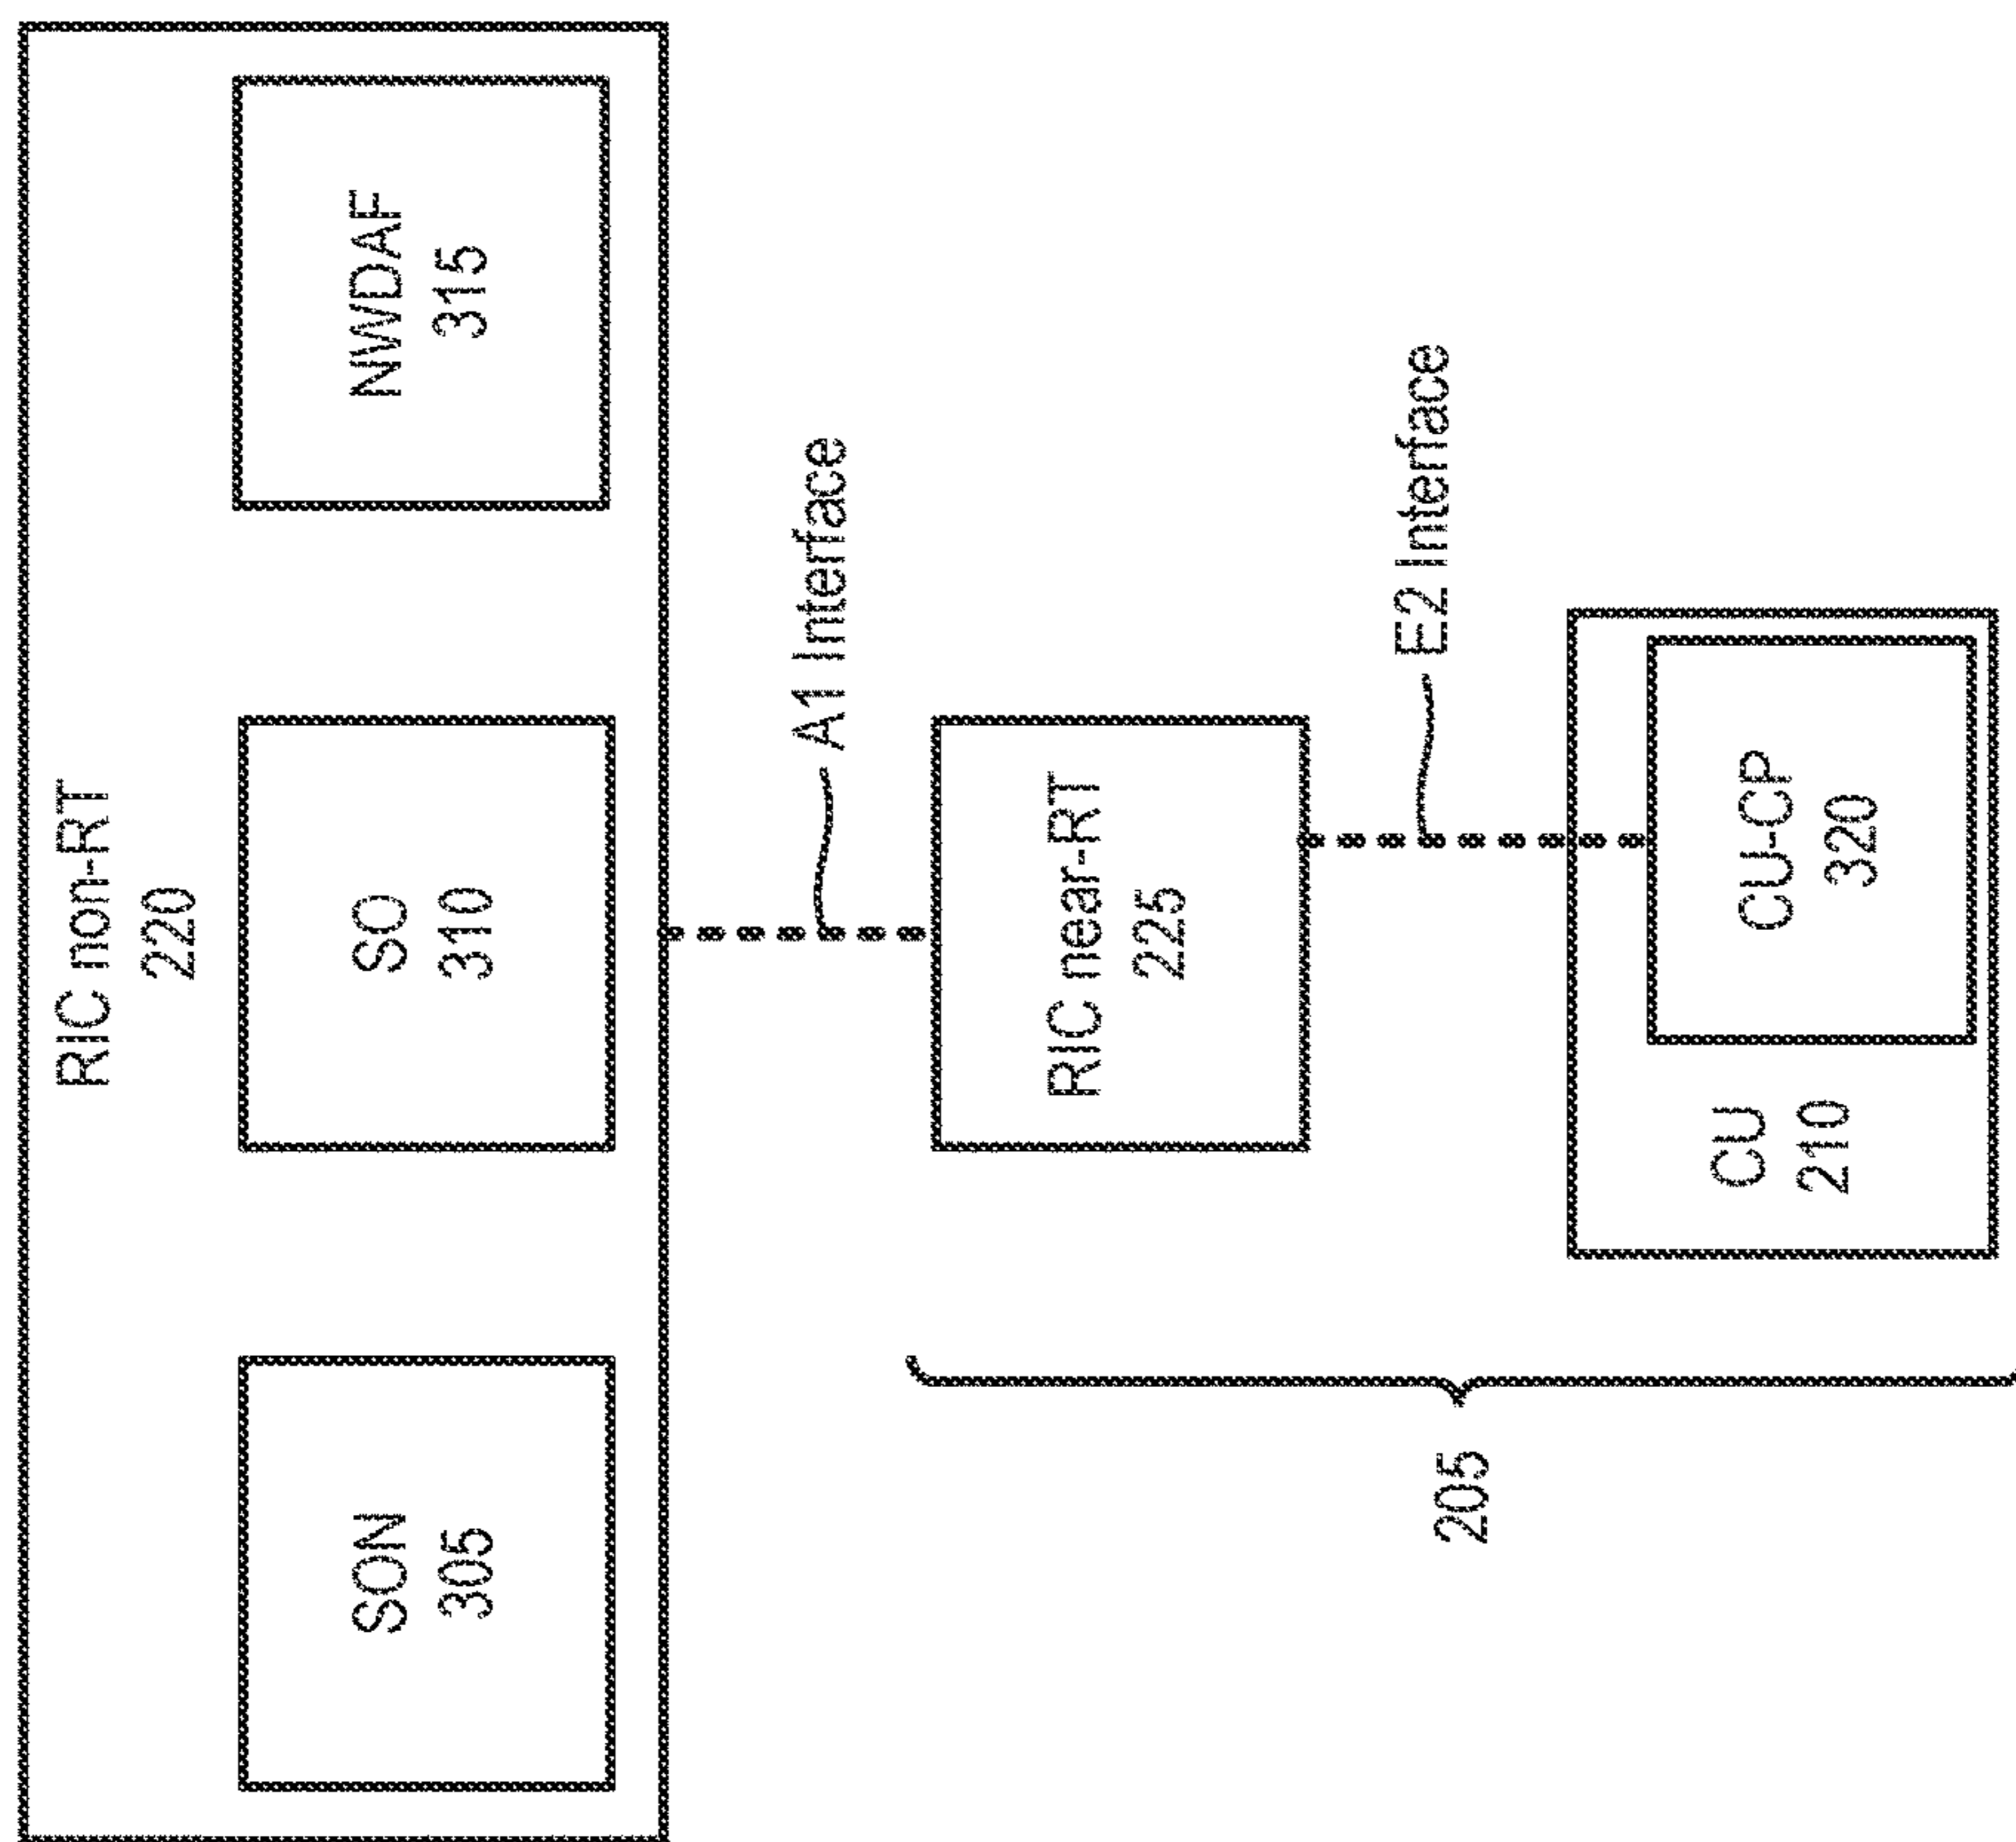 RIC non-RT
220
SON
305
SO
310
NWDAF
315
A1 Interface
RIC near-RT
225
E2 Interface
205
CU
210
CU-CP
320